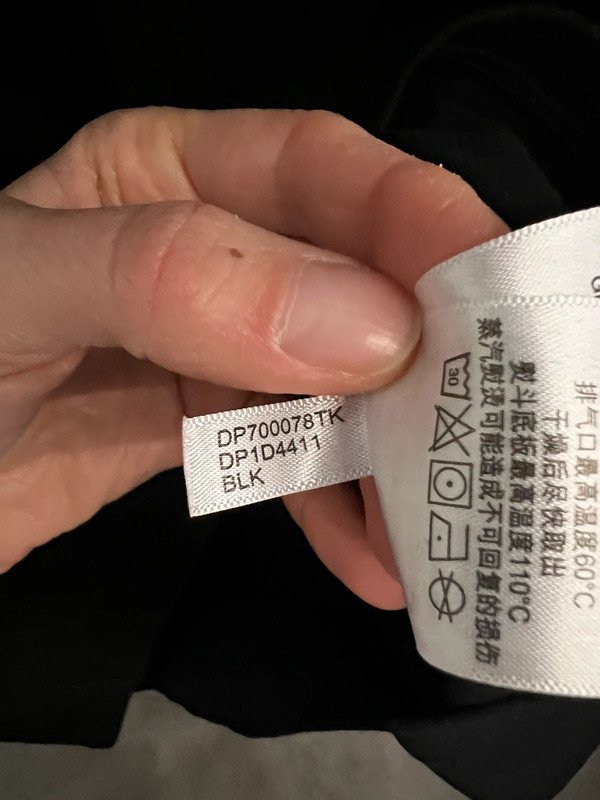 DP700078TK
DP1D4411
BLK
排气口最高温度60°C
干燥后尽快取出
熨斗底板最高温度110°C
蒸汽熨烫可能造成不可回复的损伤
30